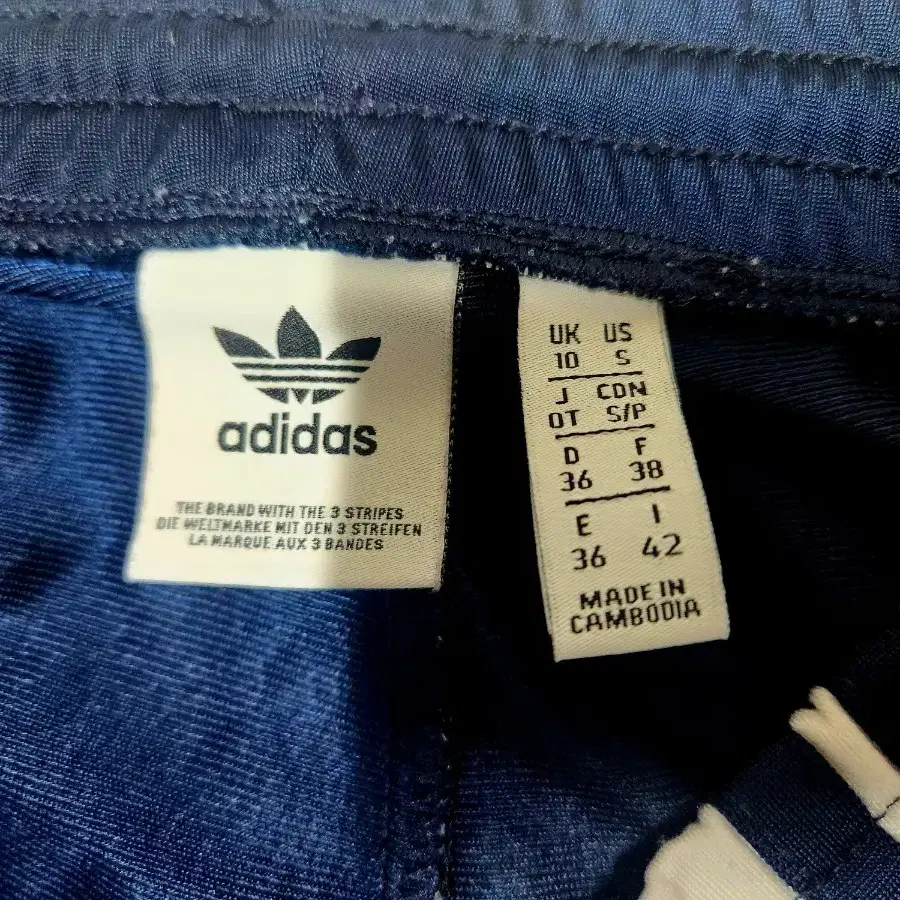 adidas
THE BRAND WITH THE 3 STRIPES
DIE WELTMARKE MIT DEN 3 STREIFEN
LA MARQUE AUX 3 BANDES
UK US
10 S
J CDN
OT S/P
D F
36 38
E I
36 42
MADE IN
CAMBODIA